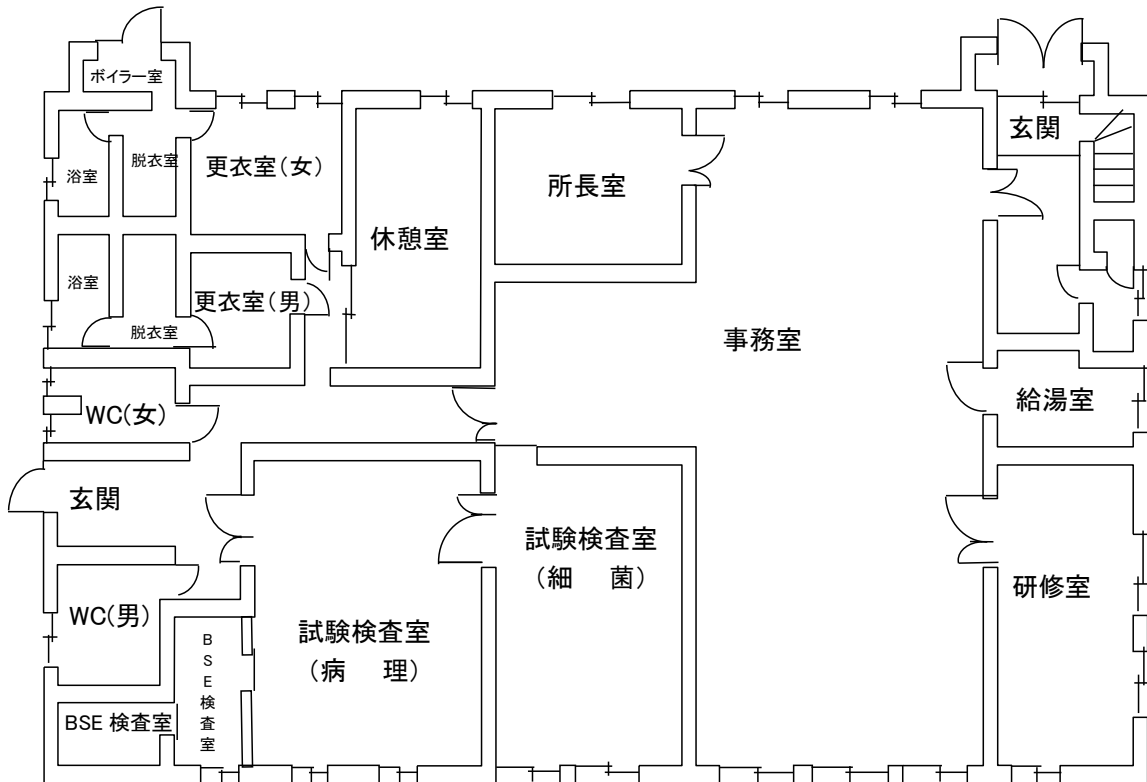 ボイラー室
玄関
脱衣室
更衣室(女)
浴室
所長室
休憩室
浴室
更衣室(男)
脱衣室
事務室
WC(女)
給湯室
玄関
試験検査室
(細 菌)
研修室
WC(男)
試験検査室
(病 理)
BSE検査室
BSE 検査室